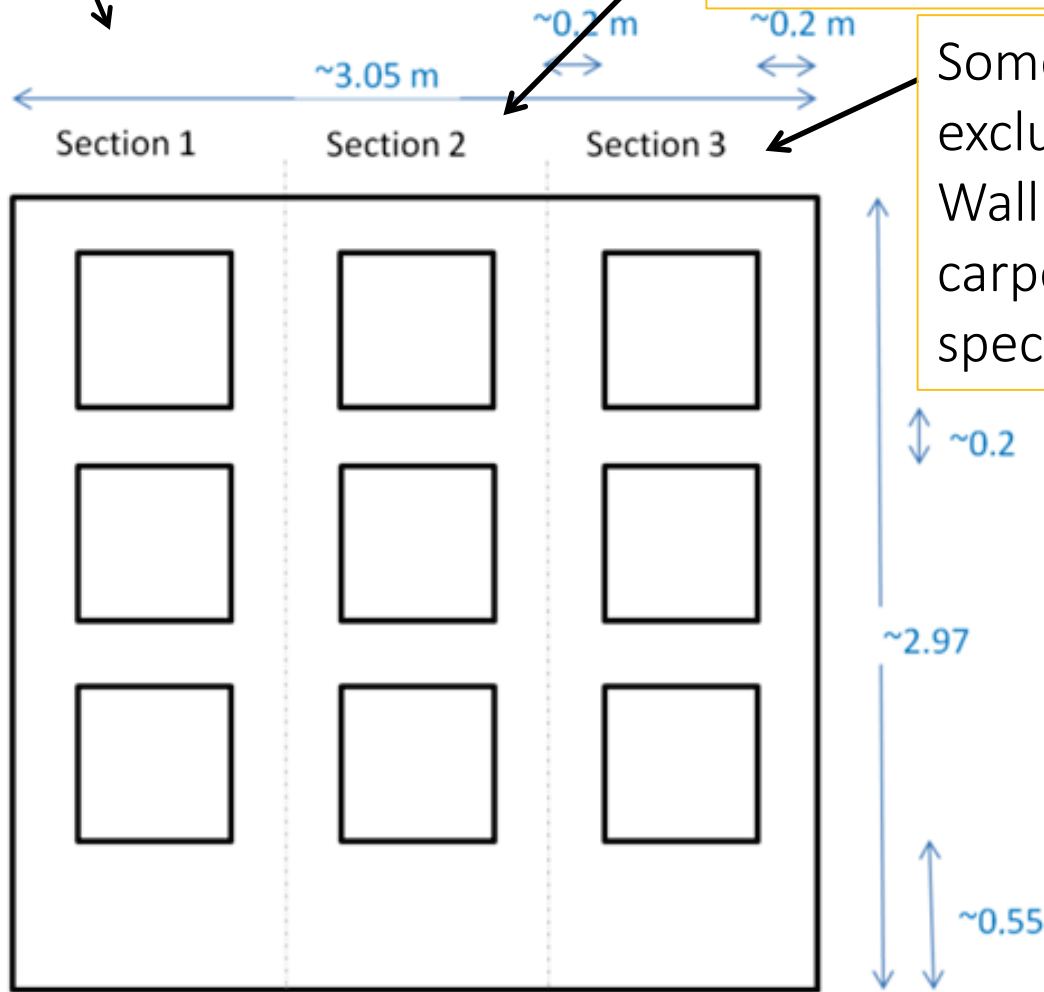 ~0.2 m ~0.2 m
~3.05 m
Section 1 Section 2 Section 3
~0.2
~2.97
~0.55
Wall